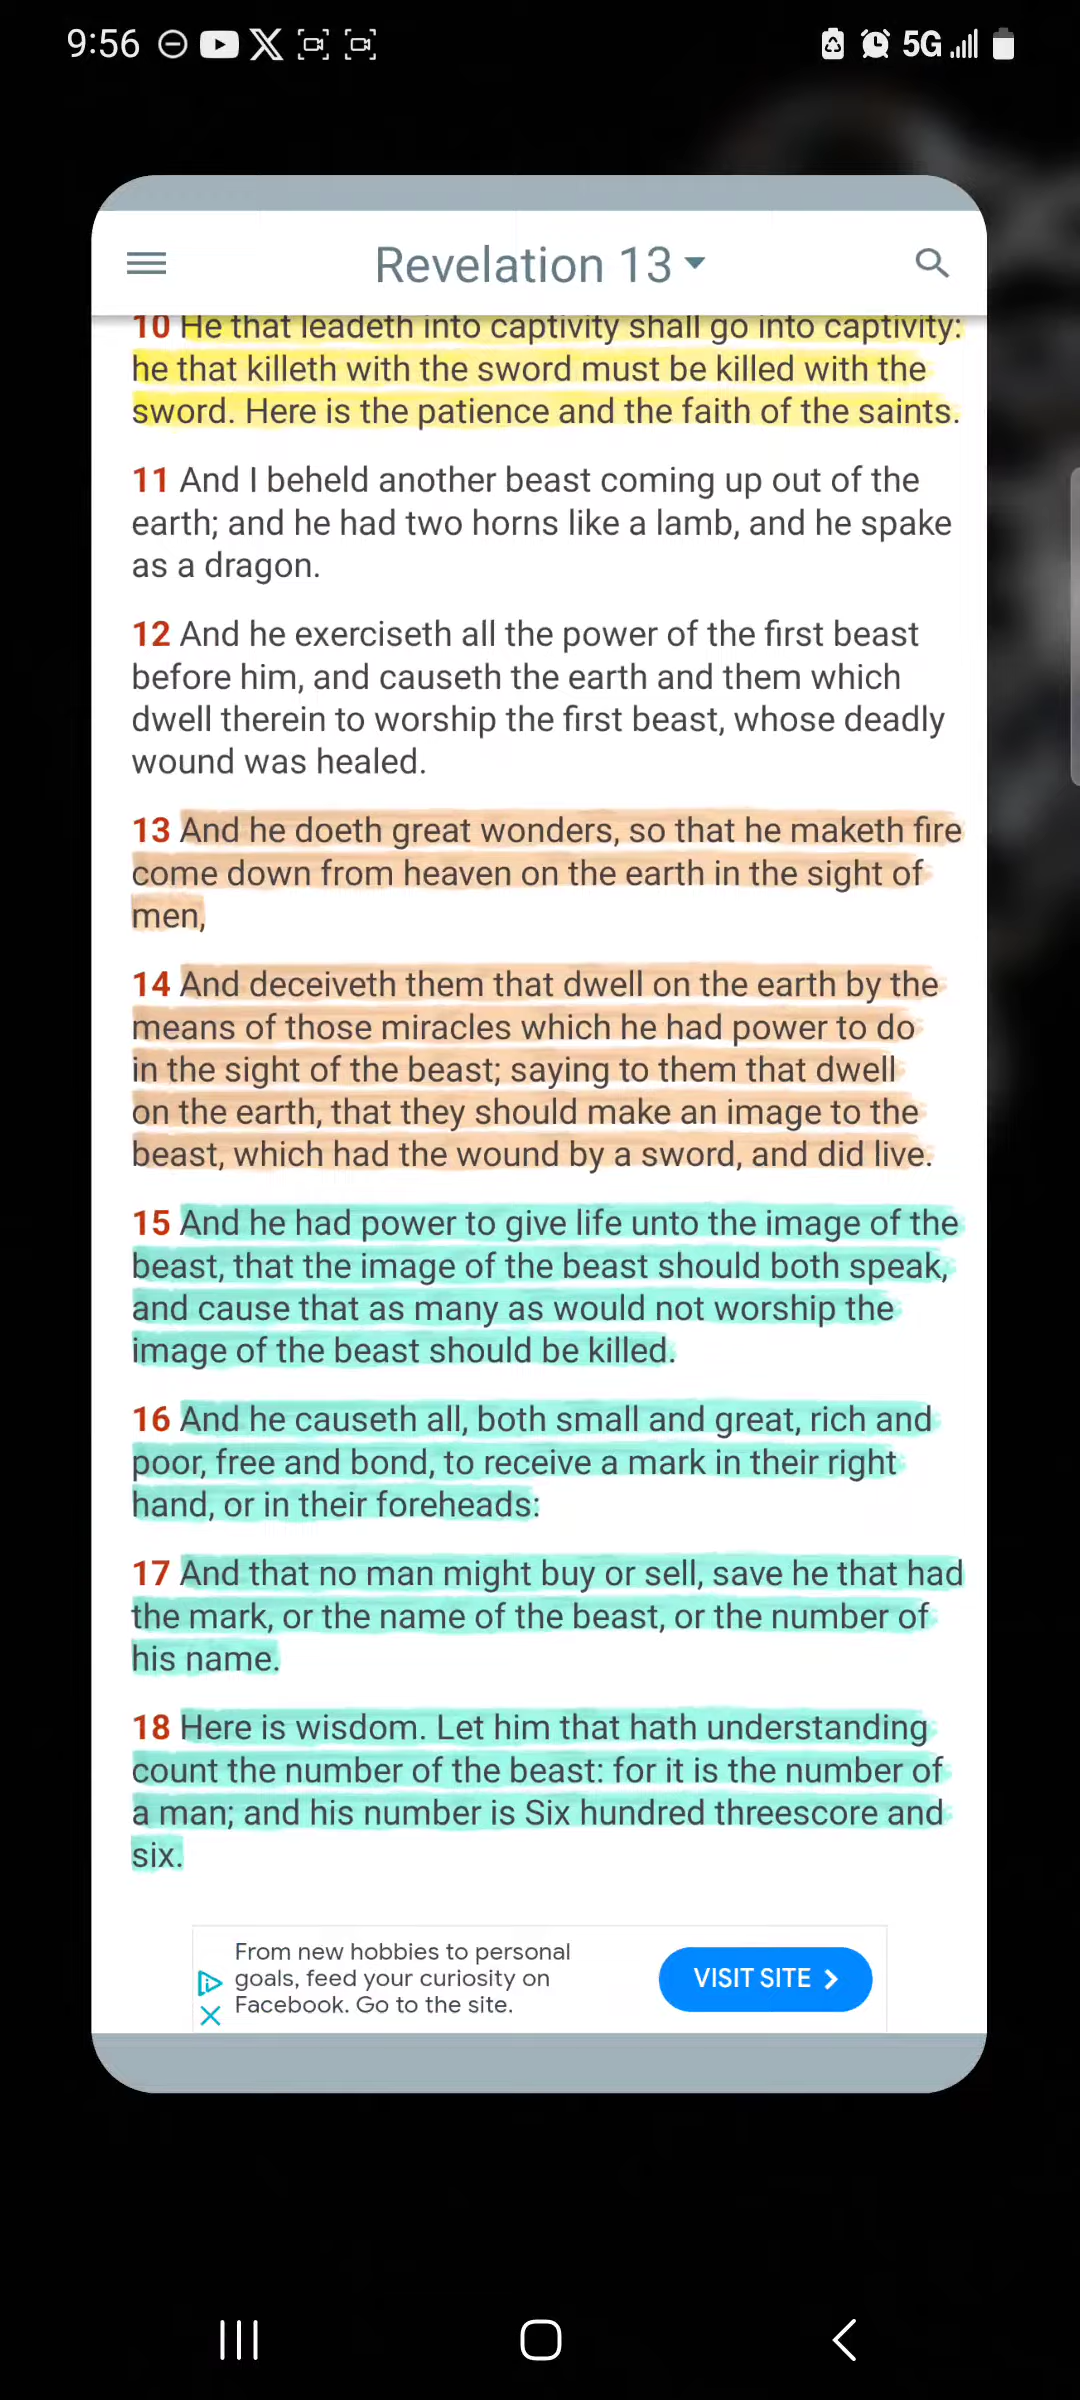 9:56
5G
Revelation 13
10 He that leadeth into captivity shall go into captivity:
he that killeth with the sword must be killed with the
sword. Here is the patience and the faith of the saints.
11 And I beheld another beast coming up out of the
earth; and he had two horns like a lamb, and he spake
as a dragon.
12 And he exerciseth all the power of the first beast
before him, and causeth the earth and them which
dwell therein to worship the first beast, whose deadly
wound was healed.
13 And he doeth great wonders, so that he maketh fire
come down from heaven on the earth in the sight of
men,
14 And deceiveth them that dwell on the earth by the
means of those miracles which he had power to do
in the sight of the beast; saying to them that dwell
on the earth, that they should make an image to the
beast, which had the wound by a sword, and did live.
15 And he had power to give life unto the image of the
beast, that the image of the beast should both speak,
and cause that as many as would not worship the
image of the beast should be killed.
16 And he causeth all, both small and great, rich and
poor, free and bond, to receive a mark in their right
hand, or in their foreheads:
17 And that no man might buy or sell, save he that had
the mark, or the name of the beast, or the number of
his name.
18 Here is wisdom. Let him that hath understanding
count the number of the beast: for it is the number of
a man; and his number is Six hundred threescore and
six.
From new hobbies to personal
goals, feed your curiosity on
Facebook. Go to the site.
VISIT SITE